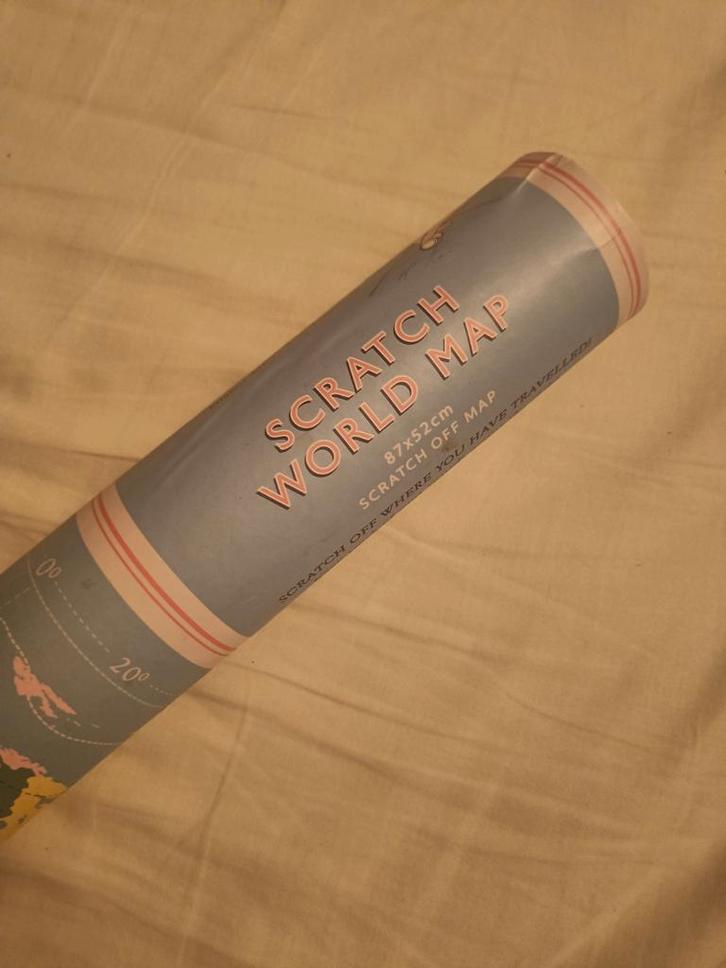 SCRATCH
WORLD MAP
87x52cm
SCRATCH OFF MAP
SCRATCH OFF WHERE YOU HAVE TRAVELLED!
0º
20º